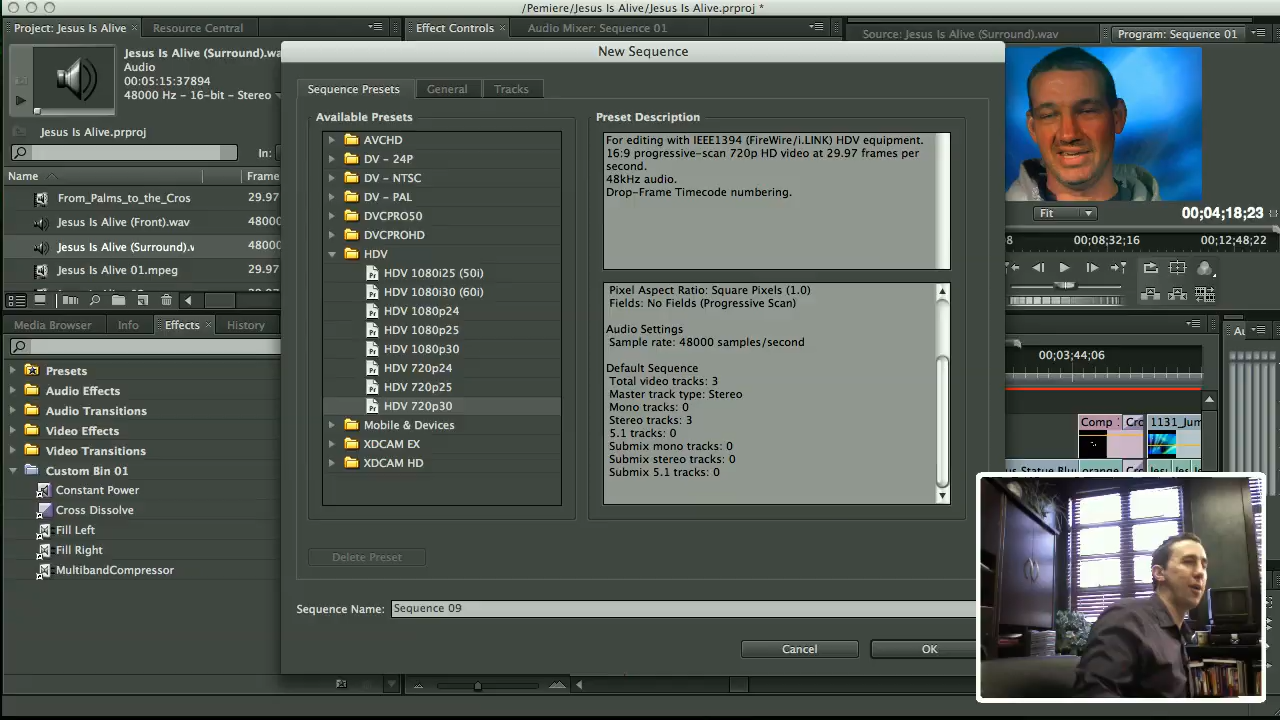 /Pemiere/Jesus Is Alive/Jesus Is Alive.prproj *
Project: Jesus Is Alive
Resource Central
Effect Controls
Audio Mixer: Sequence 01
Source: Jesus Is Alive (Surround).wav
Program: Sequence 01
Jesus Is Alive (Surround).wa
Audio
00:05:15:37894
48000 Hz - 16-bit - Stereo
Jesus Is Alive.prproj
In:
Name
Frame
From_Palms_to_the_Cros
29.97
Jesus Is Alive (Front).wav
48000
Jesus Is Alive (Surround).v
48000
Jesus Is Alive 01.mpeg
29.97
Media Browser
Info
Effects
History
Presets
Audio Effects
Audio Transitions
Video Effects
Video Transitions
Custom Bin 01
Constant Power
Cross Dissolve
Fill Left
Fill Right
MultibandCompressor
New Sequence
Sequence Presets
General
Tracks
Available Presets
AVCHD
DV - 24P
DV - NTSC
DV - PAL
DVCPRO50
DVCPROHD
HDV
HDV 1080i25 (50i)
HDV 1080i30 (60i)
HDV 1080p24
HDV 1080p25
HDV 1080p30
HDV 720p24
HDV 720p25
HDV 720p30
Mobile & Devices
XDCAM EX
XDCAM HD
Delete Preset
Preset Description
For editing with IEEE1394 (FireWire/i.LINK) HDV equipment.
16:9 progressive-scan 720p HD video at 29.97 frames per
second.
48kHz audio.
Drop-Frame Timecode numbering.
Pixel Aspect Ratio: Square Pixels (1.0)
Fields: No Fields (Progressive Scan)
Audio Settings
Sample rate: 48000 samples/second
Default Sequence
Total video tracks: 3
Master track type: Stereo
Mono tracks: 0
Stereo tracks: 3
5.1 tracks: 0
Submix mono tracks: 0
Submix stereo tracks: 0
Submix 5.1 tracks: 0
Sequence Name:
Sequence 09
Cancel
OK
Fit
00;04;18;23
00;08;32;16
00;12;48;22
00;03;44;06
Comp
Cro
1131_Jum
s Statue Blu
orange
Cro